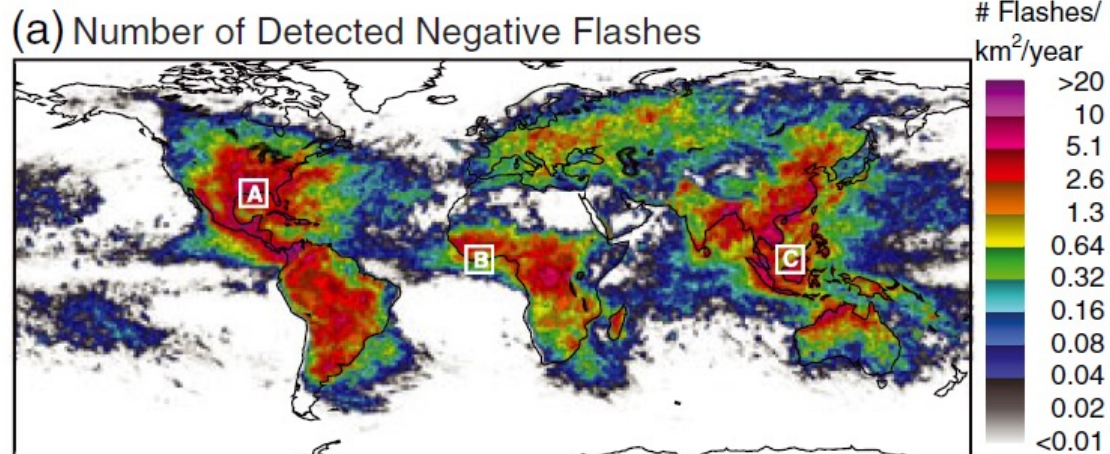 (a) Number of Detected Negative Flashes
# Flashes/
km²/year
>20
10
5.1
2.6
1.3
0.64
0.32
0.16
0.08
0.04
0.02
<0.01
A
B
C